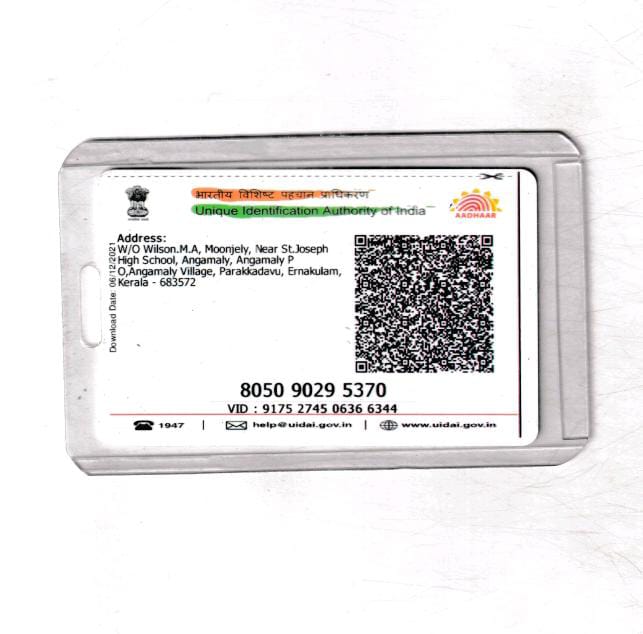 भारतीय विशिष्ट पहचान प्राधिकरण
Unique Identification Authority of India
AADHAAR
Address:
W/O Wilson.M.A, Moonjely, Near St.Joseph
High School, Angamaly, Angamaly P
O,Angamaly Village, Parakkadavu, Ernakulam,
Kerala - 683572
Download Date: 06/12/2021
8050 9029 5370
VID : 9175 2745 0636 6344
1947 | help@uidai.gov.in | www.uidai.gov.in